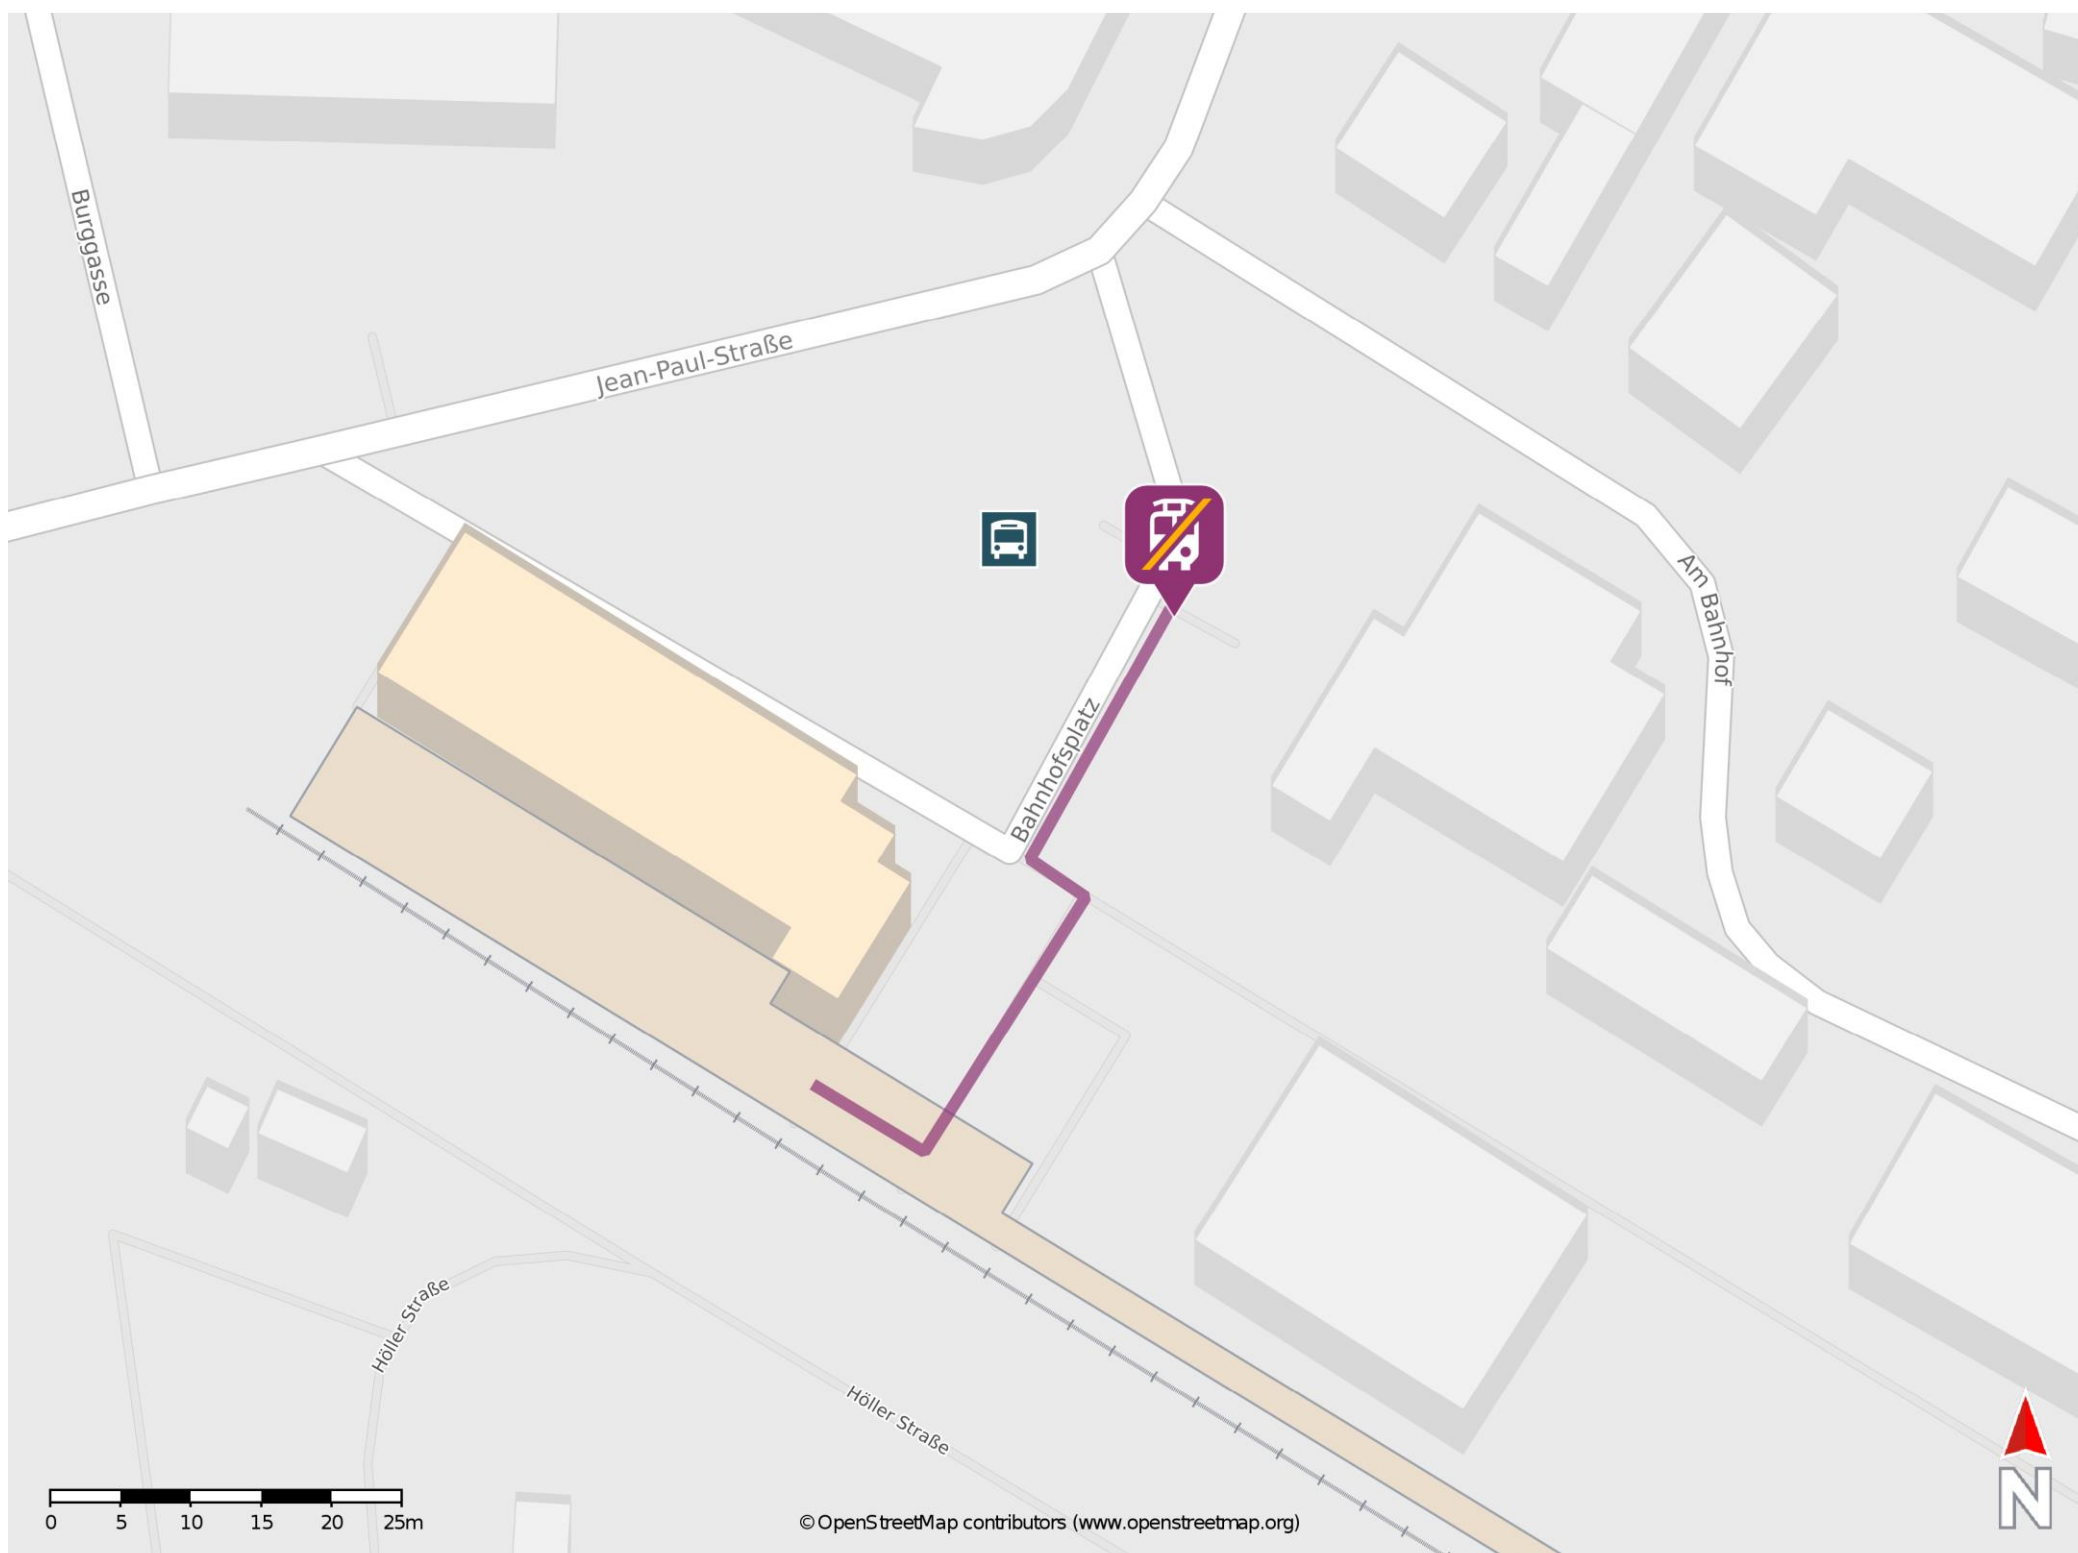 Burggasse
Jean-Paul-Straße
Am Bahnhof
Bahnhofsplatz
Höller Straße
Höller Straße
0 5 10 15 20 25m
© OpenStreetMap contributors (www.openstreetmap.org)
N